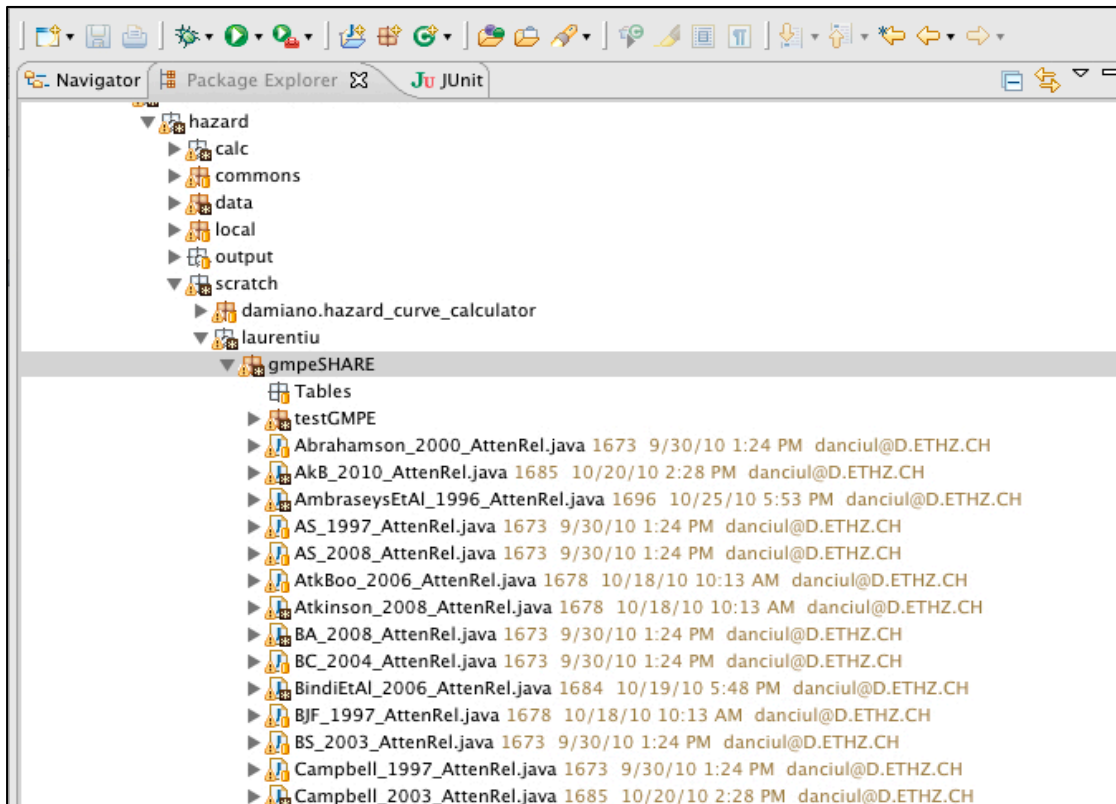 Navigator Package Explorer JUnit
hazard
calc
commons
data
local
output
scratch
damiano.hazard_curve_calculator
laurentiu
gmpeSHARE
Tables
testGMPE
Abrahamson_2000_AttenRel.java 1673 9/30/10 1:24 PM danciul@D.ETHZ.CH
AkB_2010_AttenRel.java 1685 10/20/10 2:28 PM danciul@D.ETHZ.CH
AmbraseysEtAl_1996_AttenRel.java 1696 10/25/10 5:53 PM danciul@D.ETHZ.CH
AS_1997_AttenRel.java 1673 9/30/10 1:24 PM danciul@D.ETHZ.CH
AS_2008_AttenRel.java 1673 9/30/10 1:24 PM danciul@D.ETHZ.CH
AtkBoo_2006_AttenRel.java 1678 10/18/10 10:13 AM danciul@D.ETHZ.CH
Atkinson_2008_AttenRel.java 1678 10/18/10 10:13 AM danciul@D.ETHZ.CH
BA_2008_AttenRel.java 1673 9/30/10 1:24 PM danciul@D.ETHZ.CH
BC_2004_AttenRel.java 1673 9/30/10 1:24 PM danciul@D.ETHZ.CH
BindiEtAl_2006_AttenRel.java 1684 10/19/10 5:48 PM danciul@D.ETHZ.CH
BJF_1997_AttenRel.java 1678 10/18/10 10:13 AM danciul@D.ETHZ.CH
BS_2003_AttenRel.java 1673 9/30/10 1:24 PM danciul@D.ETHZ.CH
Campbell_1997_AttenRel.java 1673 9/30/10 1:24 PM danciul@D.ETHZ.CH
Campbell_2003_AttenRel.java 1685 10/20/10 2:28 PM danciul@D.ETHZ.CH